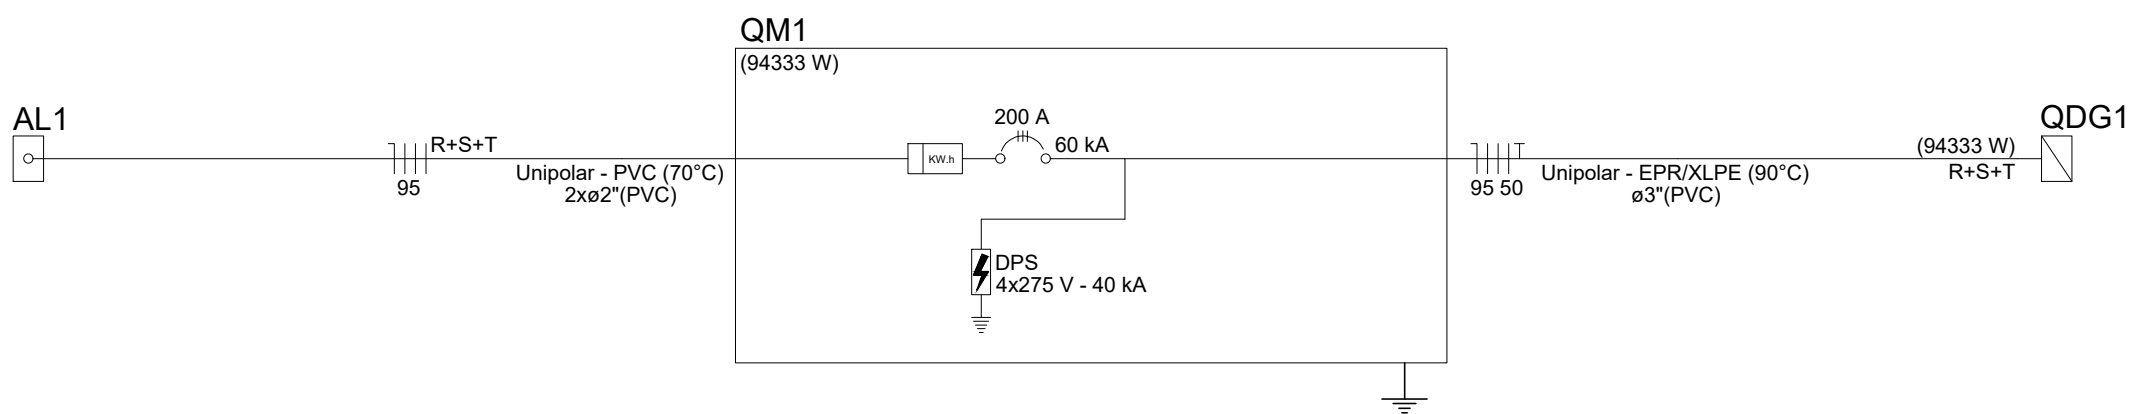 QM1
(94333 W)
AL1
R+S+T
95
Unipolar - PVC (70°C)
2xø2"(PVC)
KW.h
200 A
60 kA
DPS
4x275 V - 40 kA
95 50
Unipolar - EPR/XLPE (90°C)
ø3"(PVC)
(94333 W)
R+S+T
QDG1